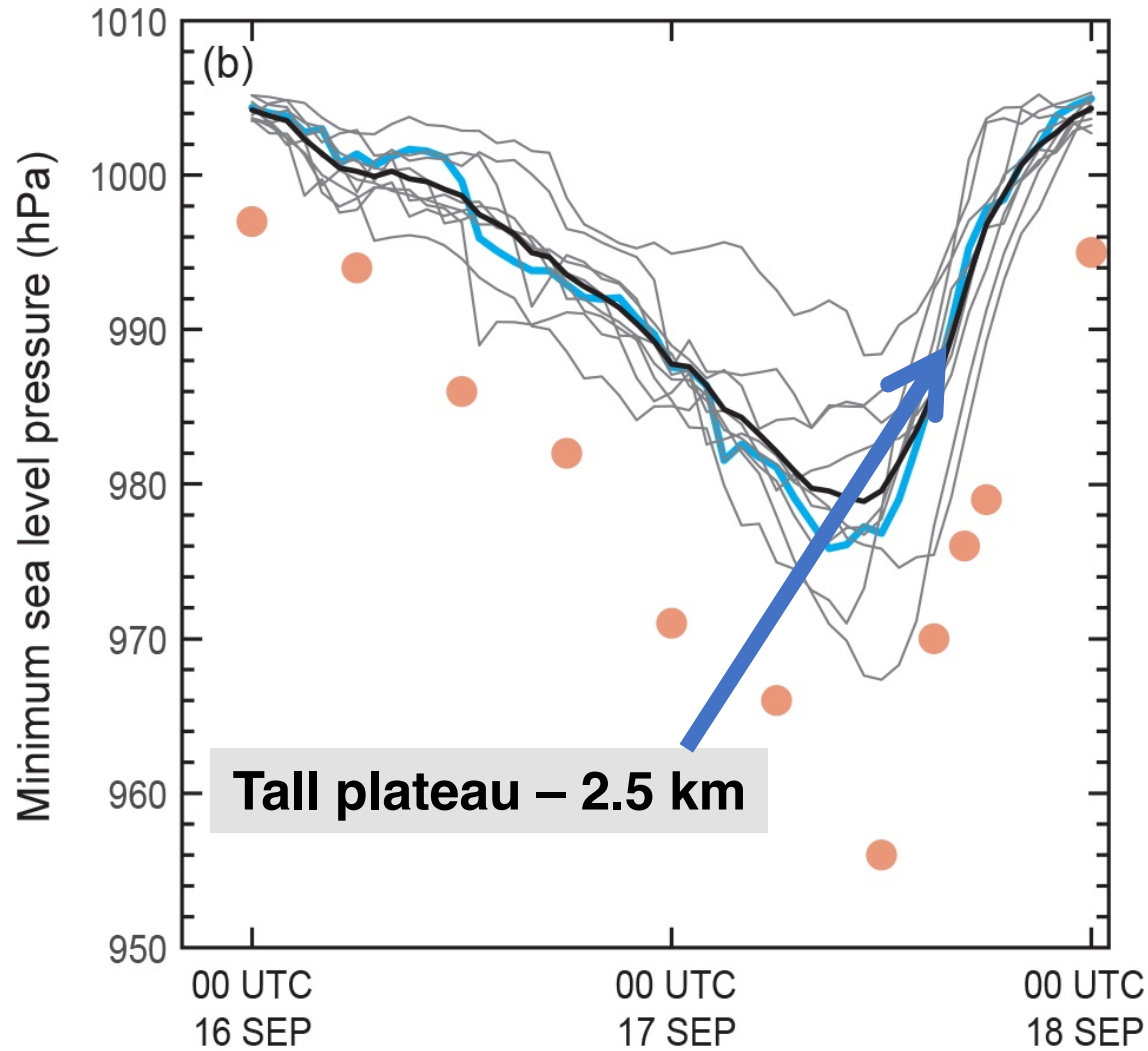 (b)
Minimum sea level pressure (hPa)
1010
1000
990
980
970
960
950
Tall plateau – 2.5 km
00 UTC
16 SEP
00 UTC
17 SEP
00 UTC
18 SEP